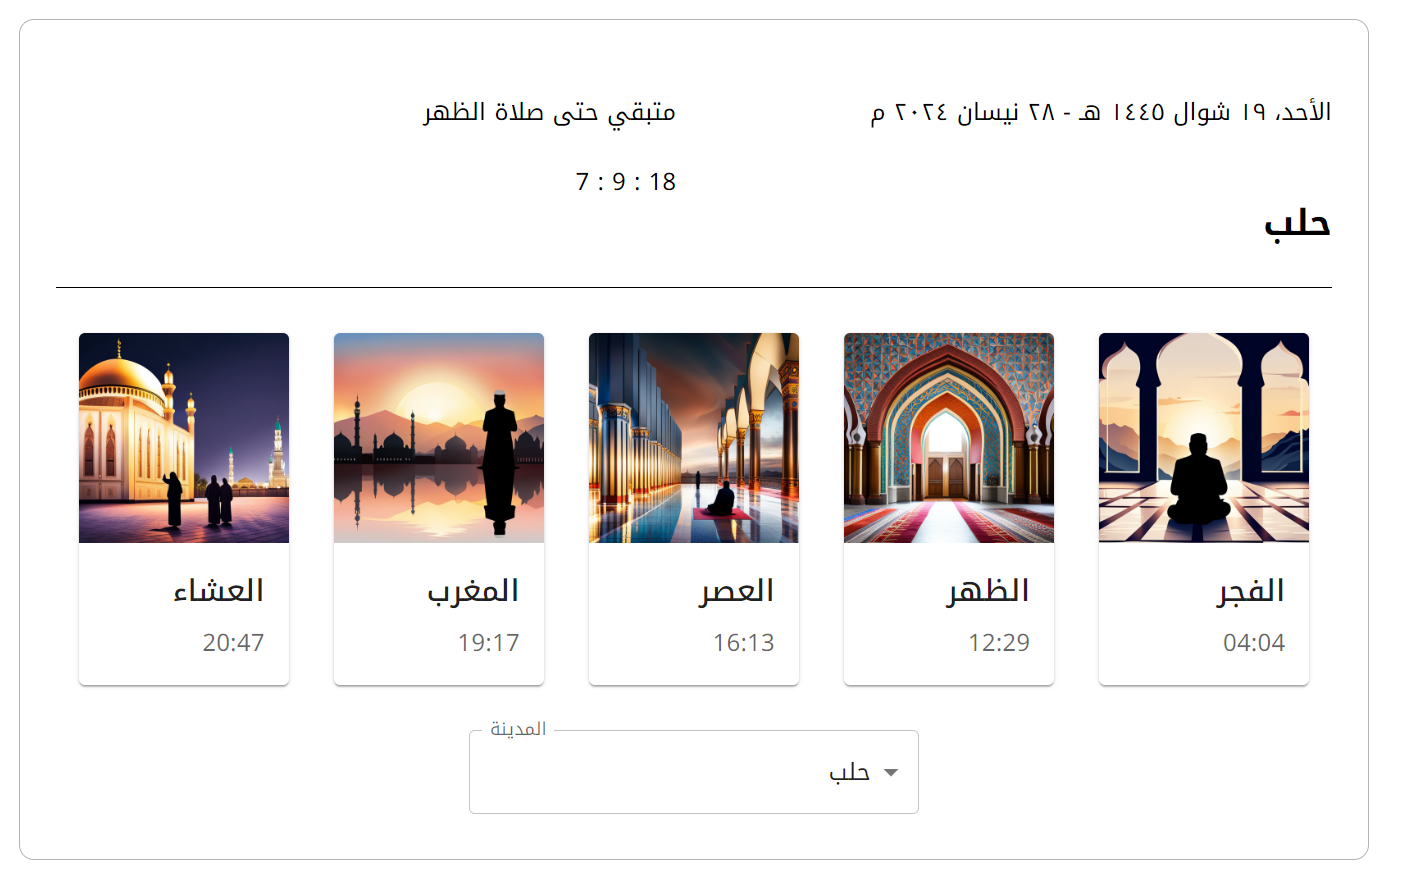 الأحد، ١٩ شوال ١٤٤٥ هـ - ٢٨ نيسان ٢٠٢٤ م
حلب
متبقي حتى صلاة الظهر
7 : 9 : 18
الفجر
04:04
الظهر
12:29
العصر
16:13
المغرب
19:17
العشاء
20:47
المدينة
حلب